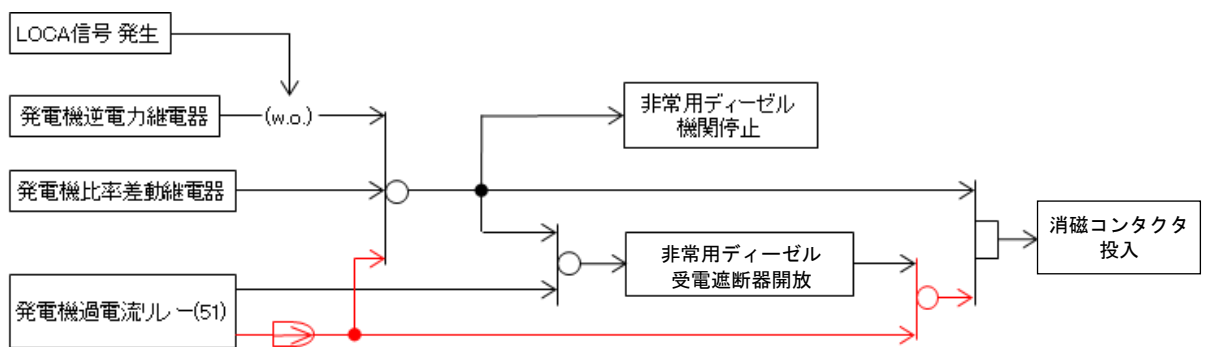 LOCA信号 発生
発電機逆電力継電器
(w.o.)
非常用ディーゼル
機関停止
発電機比率差動継電器
消磁コンタクタ
投入
非常用ディーゼル
受電遮断器開放
発電機過電流リレー(51)